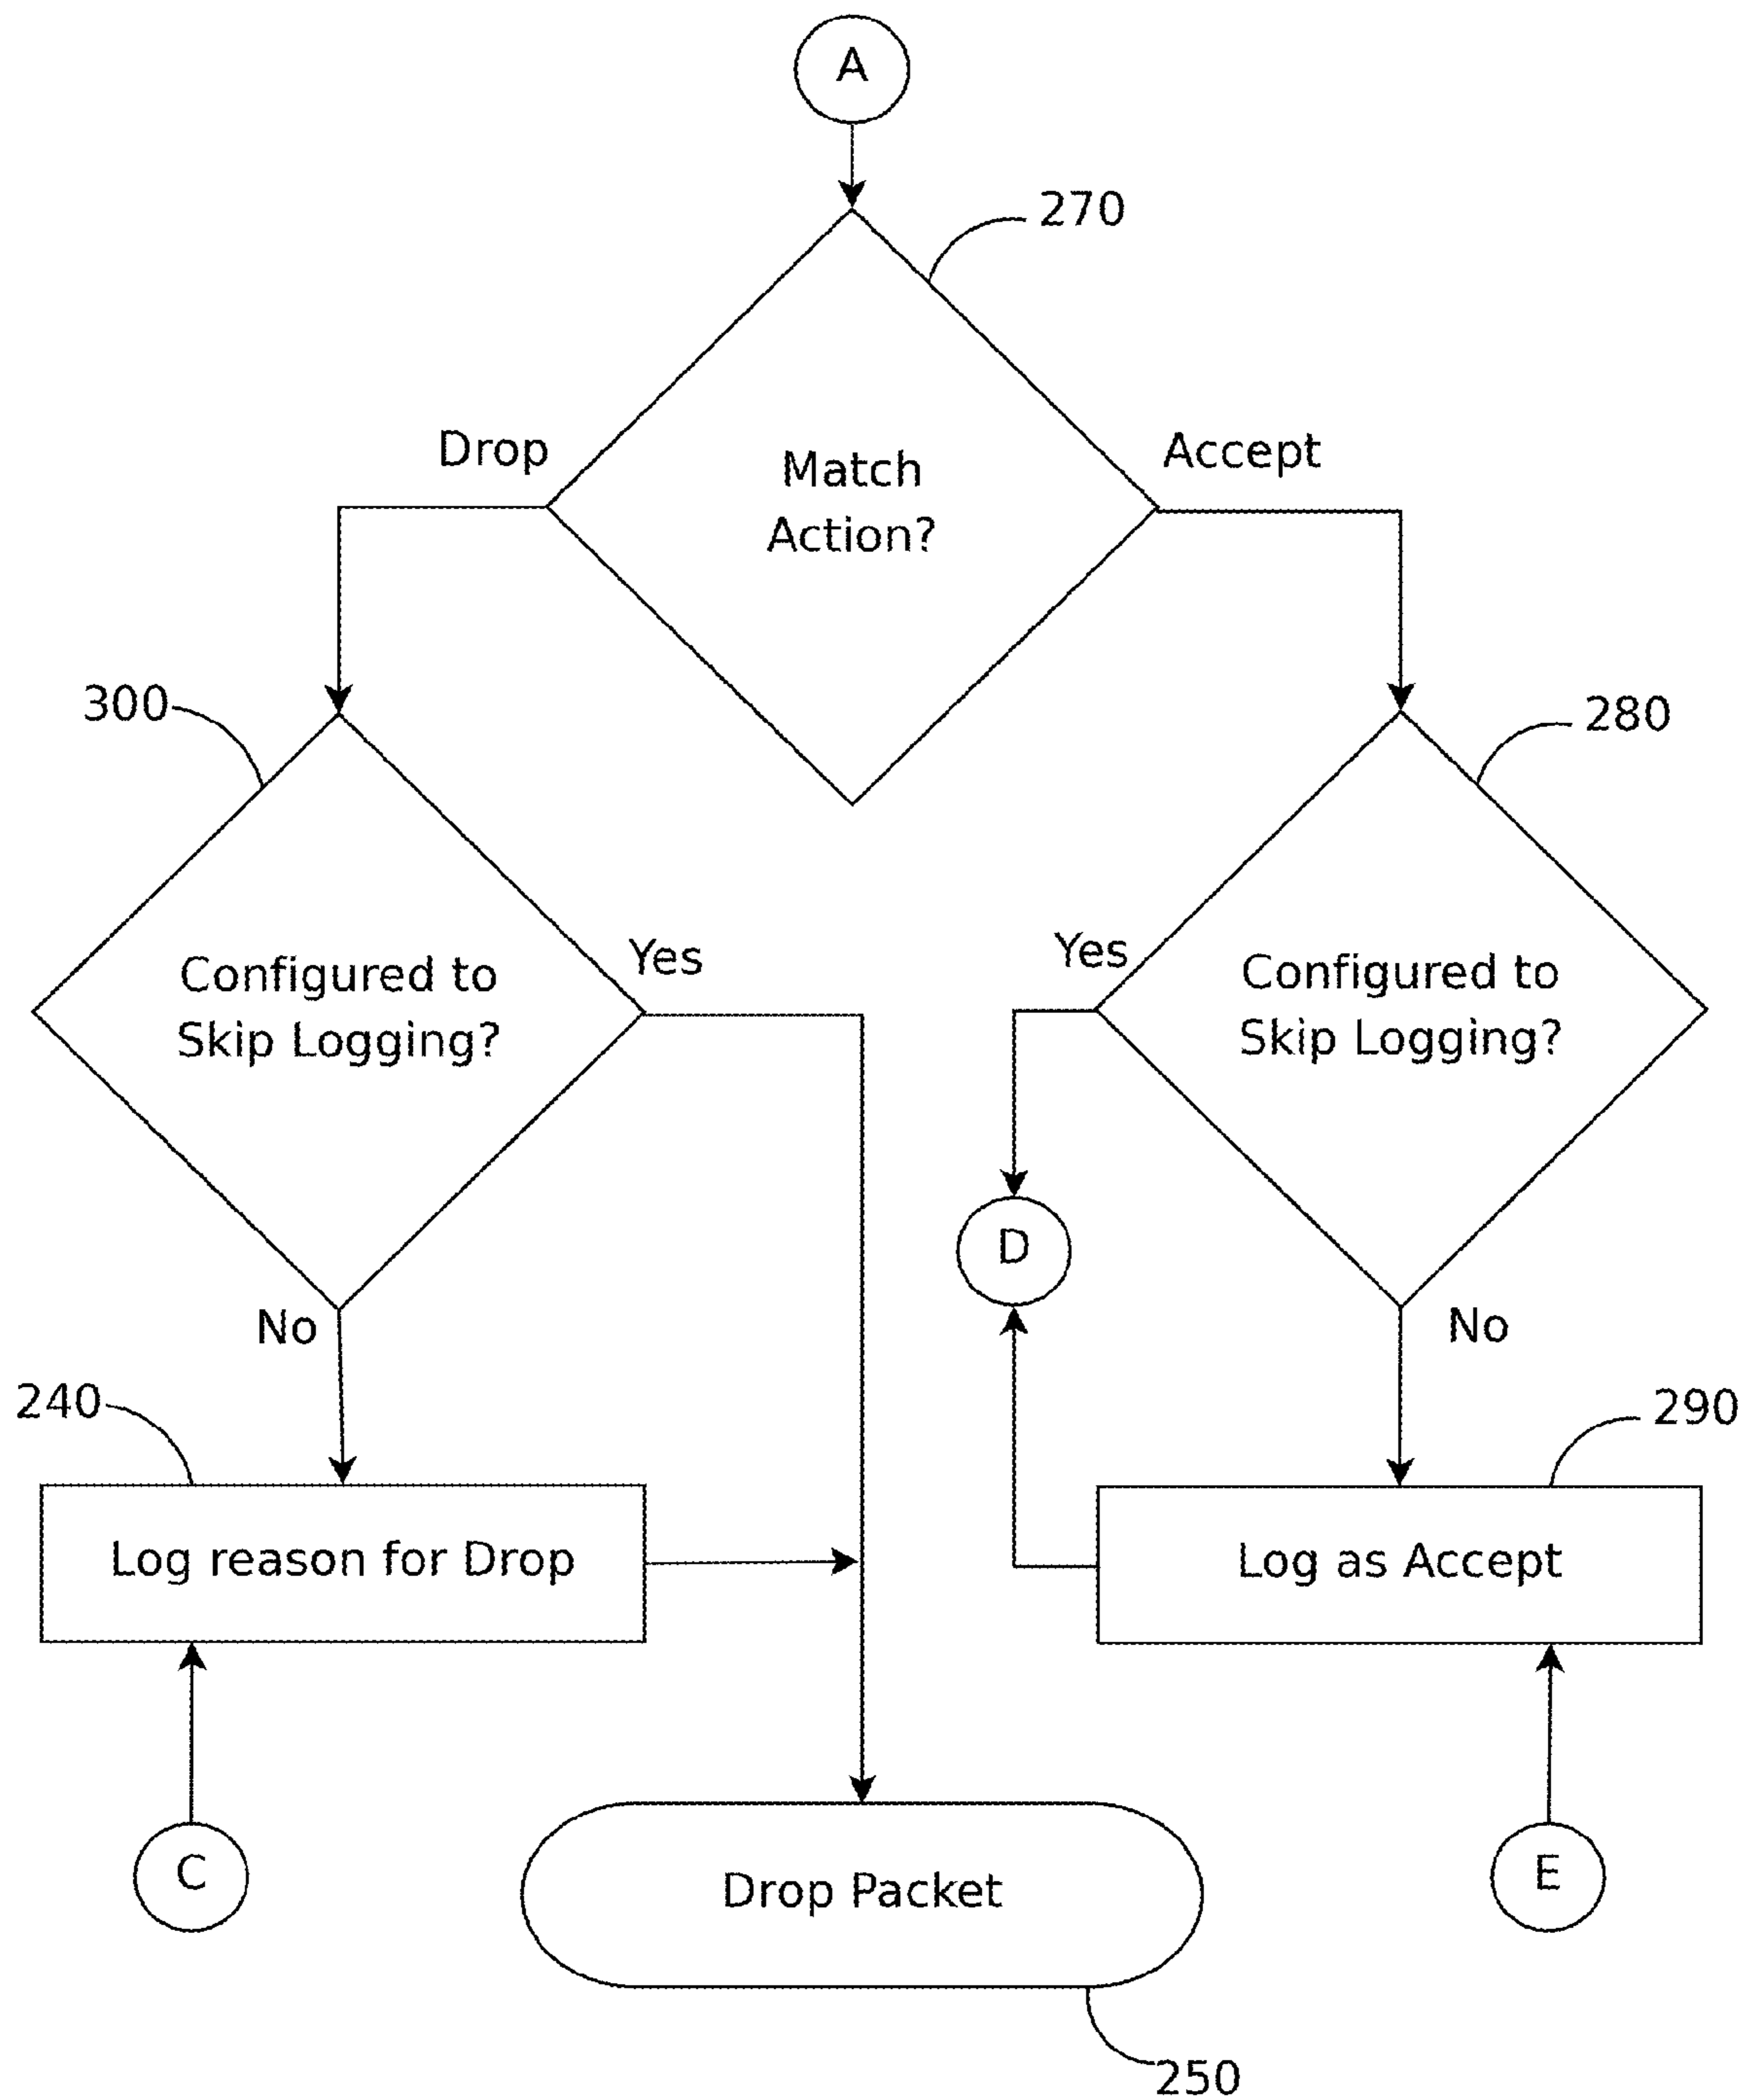 A
270
Drop
Accept
Match
Action?
300
280
Yes
Yes
Configured to
Skip Logging?
Configured to
Skip Logging?
D
No
No
240
290
Log reason for Drop
Log as Accept
C
E
Drop Packet
250